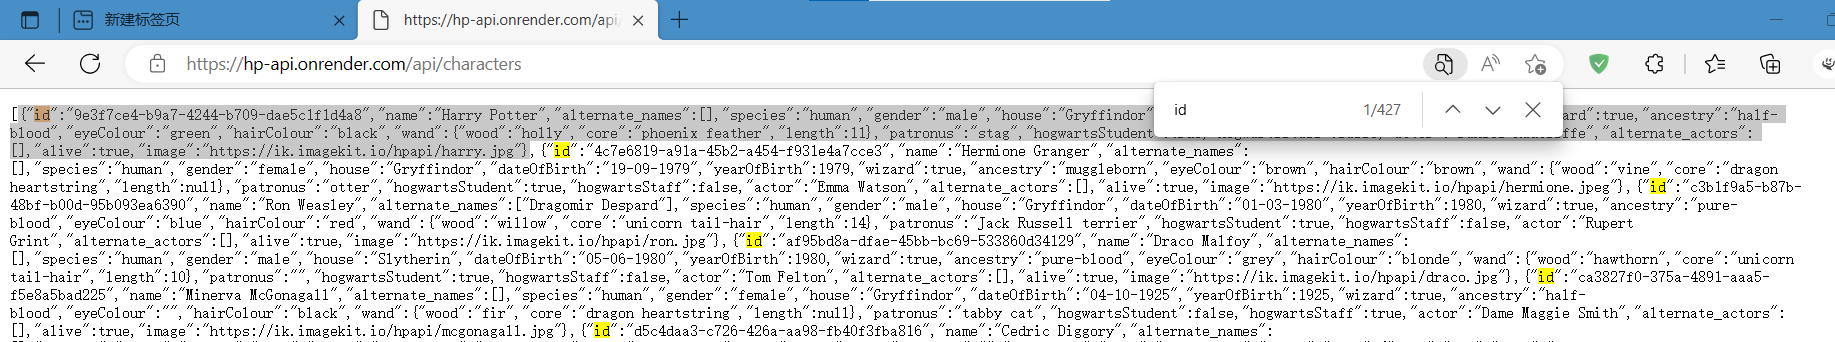 新建标签页
https://hp-api.onrender.com/api/
https://hp-api.onrender.com/api/characters
id 1/427
[{"id":"9e3f7ce4-b9a7-4244-b709-dae5c1f1d4a8","name":"Harry Potter","alternate_names":[],"species":"human","gender":"male","house":"Gryffindor" ard":true,"ancestry":"half-
blood","eyeColour":"green","hairColour":"black","wand":{"wood":"holly","core":"phoenix feather","length":11},"patronus":"stag","hogwartsStudent" "alternate_actors":
[],"alive":true,"image":"https://ik.imagekit.io/hpapi/harry.jpg"},{"id":"4c7e6819-a91a-45b2-a454-f931e4a7cce3","name":"Hermione Granger","alternate_names":
[],"species":"human","gender":"female","house":"Gryffindor","dateOfBirth":"19-09-1979","yearOfBirth":1979,"wizard":true,"ancestry":"muggleborn","eyeColour":"brown","hairColour":"brown","wand":{"wood":"vine","core":"dragon
heartstring","length":null},"patronus":"otter","hogwartsStudent":true,"hogwartsStaff":false,"actor":"Emma Watson","alternate_actors":[],"alive":true,"image":"https://ik.imagekit.io/hpapi/hermione.jpeg"},{"id":"c3b1f9a5-b87b-
48bf-b00d-95b093ea6390","name":"Ron Weasley","alternate_names":["Dragomir Despard"],"species":"human","gender":"male","house":"Gryffindor","dateOfBirth":"01-03-1980","yearOfBirth":1980,"wizard":true,"ancestry":"pure-
blood","eyeColour":"blue","hairColour":"red","wand":{"wood":"willow","core":"unicorn tail-hair","length":14},"patronus":"Jack Russell terrier","hogwartsStudent":true,"hogwartsStaff":false,"actor":"Rupert
Grint","alternate_actors":[],"alive":true,"image":"https://ik.imagekit.io/hpapi/ron.jpg"},{"id":"af95bd8a-dfae-45bb-bc69-533860d34129","name":"Draco Malfoy","alternate_names":
[],"species":"human","gender":"male","house":"Slytherin","dateOfBirth":"05-06-1980","yearOfBirth":1980,"wizard":true,"ancestry":"pure-blood","eyeColour":"grey","hairColour":"blonde","wand":{"wood":"hawthorn","core":"unicorn
tail-hair","length":10},"patronus":"","hogwartsStudent":true,"hogwartsStaff":false,"actor":"Tom Felton","alternate_actors":[],"alive":true,"image":"https://ik.imagekit.io/hpapi/draco.jpg"},{"id":"ca3827f0-375a-4891-aaa5-
f5e8a5bad225","name":"Minerva McGonagall","alternate_names":[],"species":"human","gender":"female","house":"Gryffindor","dateOfBirth":"04-10-1925","yearOfBirth":1925,"wizard":true,"ancestry":"half-
blood","eyeColour":"","hairColour":"black","wand":{"wood":"fir","core":"dragon heartstring","length":null},"patronus":"tabby cat","hogwartsStudent":false,"hogwartsStaff":true,"actor":"Dame Maggie Smith","alternate_actors":
[],"alive":true,"image":"https://ik.imagekit.io/hpapi/mcgonagall.jpg"},{"id":"d5c4daa3-c726-426a-aa98-fb40f3fba816","name":"Cedric Diggory","alternate_names":